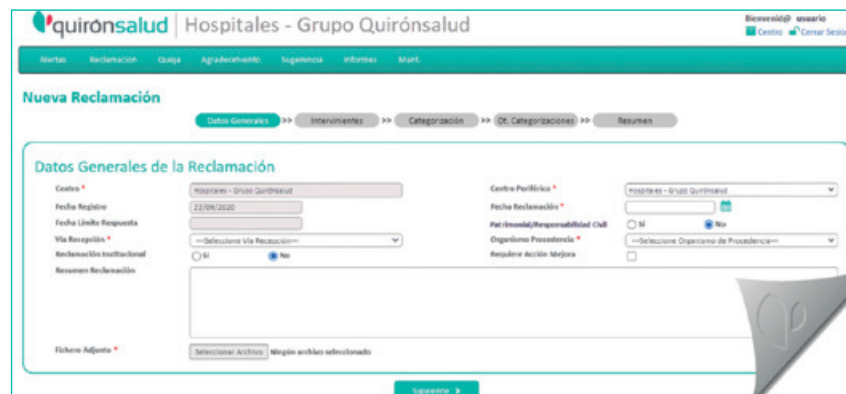 quirónsalud Hospitales - Grupo Quirónsalud
Bienvenid@ usuario
Centro Cerrar Sesión
Alertas Reclamación Queja Agradecimiento Sugerencia Informes Mant.
Nueva Reclamación
Datos Generales >> Intervinientes >> Categorización >> Ot. Categorizaciones >> Resumen
Datos Generales de la Reclamación
Centro * Hospitales - Grupo Quirónsalud Centro Periférico * Hospitales - Grupo Quirónsalud
Fecha Registro 23/09/2020 Fecha Reclamación *
Fecha Límite Respuesta Patrimonial/Responsabilidad Civil Sí No
Vía Recepción * --Seleccione Vía Recepción-- Organismo Procedencia * --Seleccione Organismo de Procedencia--
Reclamación Institucional Sí No Requiere Acción Mejora
Resumen Reclamación
Fichero Adjunto * Seleccionar Archivo Ningún archivo seleccionado
Siguiente >